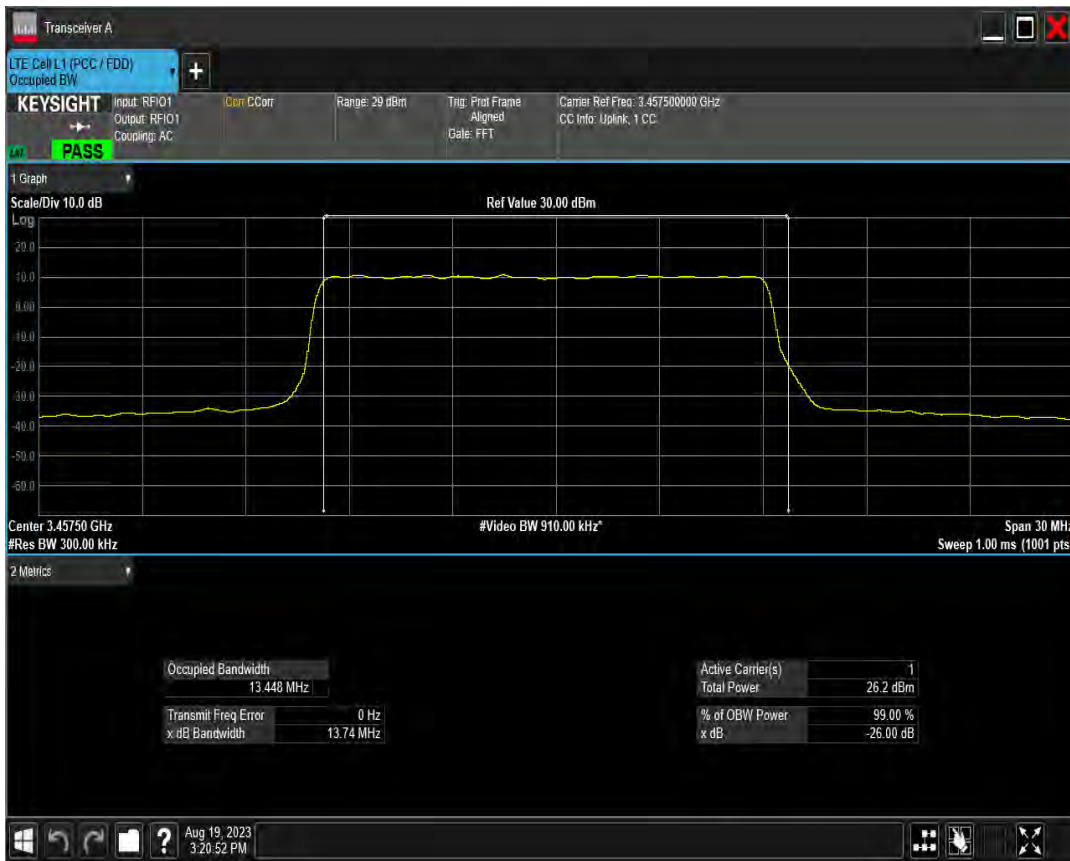 Transceiver A
LTE Cell L1 (PCC / FDD)
Occupied BW
+
KEYSIGHT
PASS
Input: RFIO1
Output: RFIO1
Coupling: AC
Corr CCorr
Range: 29 dBm
Trig: Prot Frame
Aligned
Gate: FFT
Carrier Ref Freq: 3.457500000 GHz
CC Info: Uplink, 1 CC
1 Graph
Scale/Div 10.0 dB
Ref Value 30.00 dBm
Log
20.0
10.0
0.00
-10.0
-20.0
-30.0
-40.0
-50.0
-60.0
Center 3.45750 GHz
#Video BW 910.00 kHz*
Span 30 MHz
#Res BW 300.00 kHz
Sweep 1.00 ms (1001 pts
2 Metrics
Occupied Bandwidth
13.448 MHz
Transmit Freq Error 0 Hz
x dB Bandwidth 13.74 MHz
Active Carrier(s) 1
Total Power 26.2 dBm
% of OBW Power 99.00 %
x dB -26.00 dB
?
Aug 19, 2023
3:20:52 PM